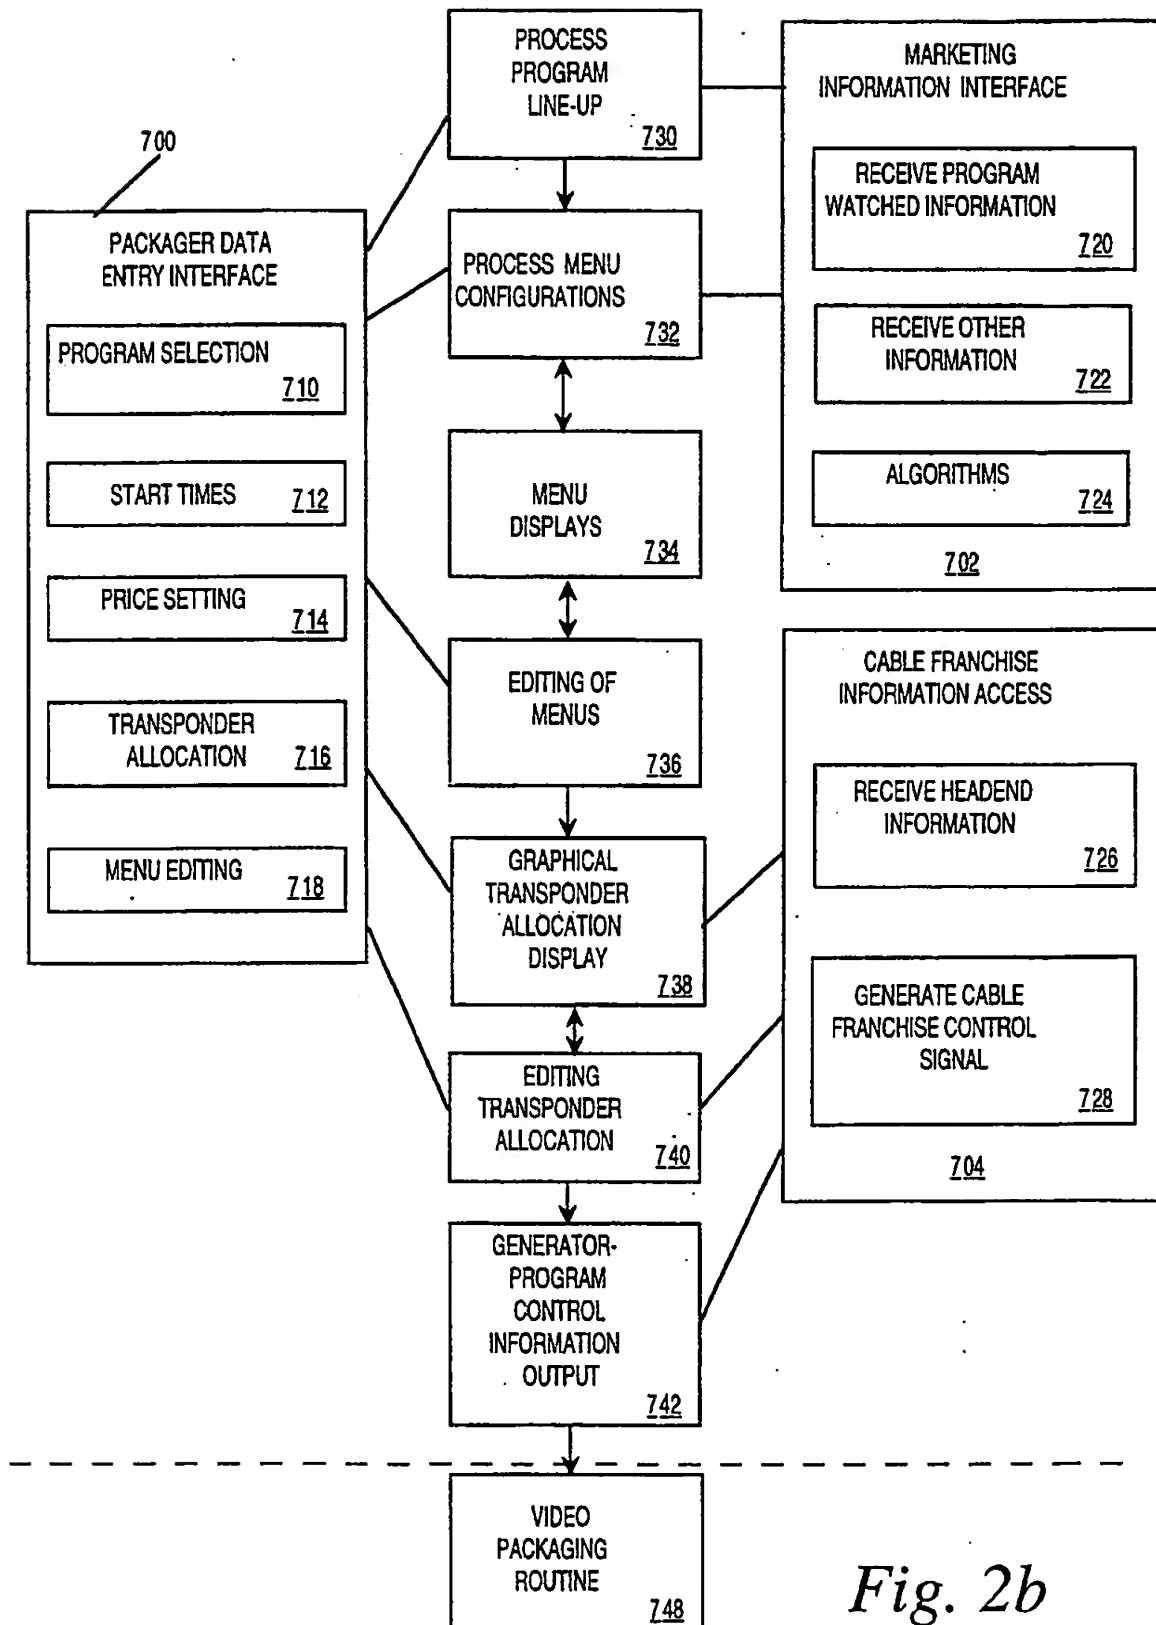 700
PACKAGER DATA
ENTRY INTERFACE
PROGRAM SELECTION
710
START TIMES 712
PRICE SETTING 714
TRANSPONDER
ALLOCATION 716
MENU EDITING 718
PROCESS
PROGRAM
LINE-UP
730
PROCESS MENU
CONFIGURATIONS
732
MENU
DISPLAYS
734
EDITING OF
MENUS
736
GRAPHICAL
TRANSPONDER
ALLOCATION
DISPLAY
738
EDITING
TRANSPONDER
ALLOCATION
740
GENERATOR-
PROGRAM
CONTROL
INFORMATION
OUTPUT
742
VIDEO
PACKAGING
ROUTINE
748
MARKETING
INFORMATION INTERFACE
RECEIVE PROGRAM
WATCHED INFORMATION
720
RECEIVE OTHER
INFORMATION
722
ALGORITHMS
724
702
CABLE FRANCHISE
INFORMATION ACCESS
RECEIVE HEADEND
INFORMATION
726
GENERATE CABLE
FRANCHISE CONTROL
SIGNAL
728
704
Fig. 2b